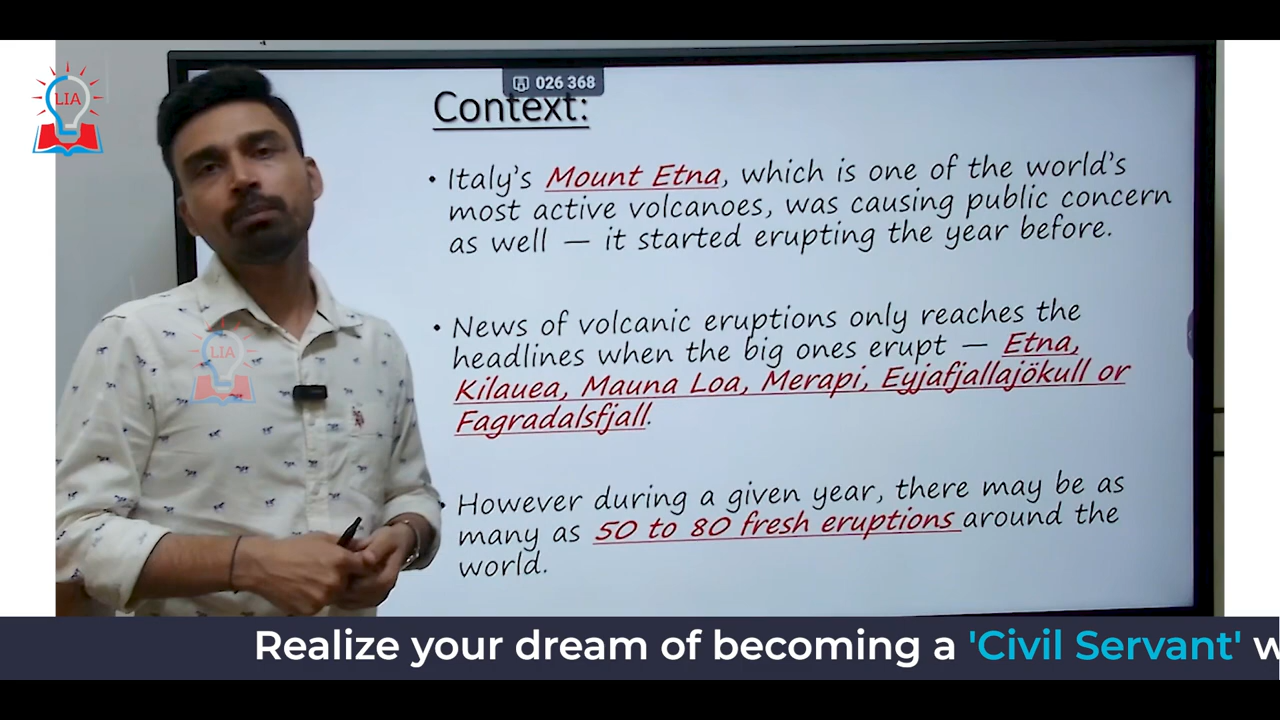 LIA
026 368
Context:
• Italy's Mount Etna, which is one of the world's
most active volcanoes, was causing public concern
as well — it started erupting the year before.
• News of volcanic eruptions only reaches the
headlines when the big ones erupt — Etna,
Kilauea, Mauna Loa, Merapi, Eyjafjallajökull or
Fagradalsfjall.
LIA
• However during a given year, there may be as
many as 50 to 80 fresh eruptions around the
world.
Realize your dream of becoming a 'Civil Servant' w